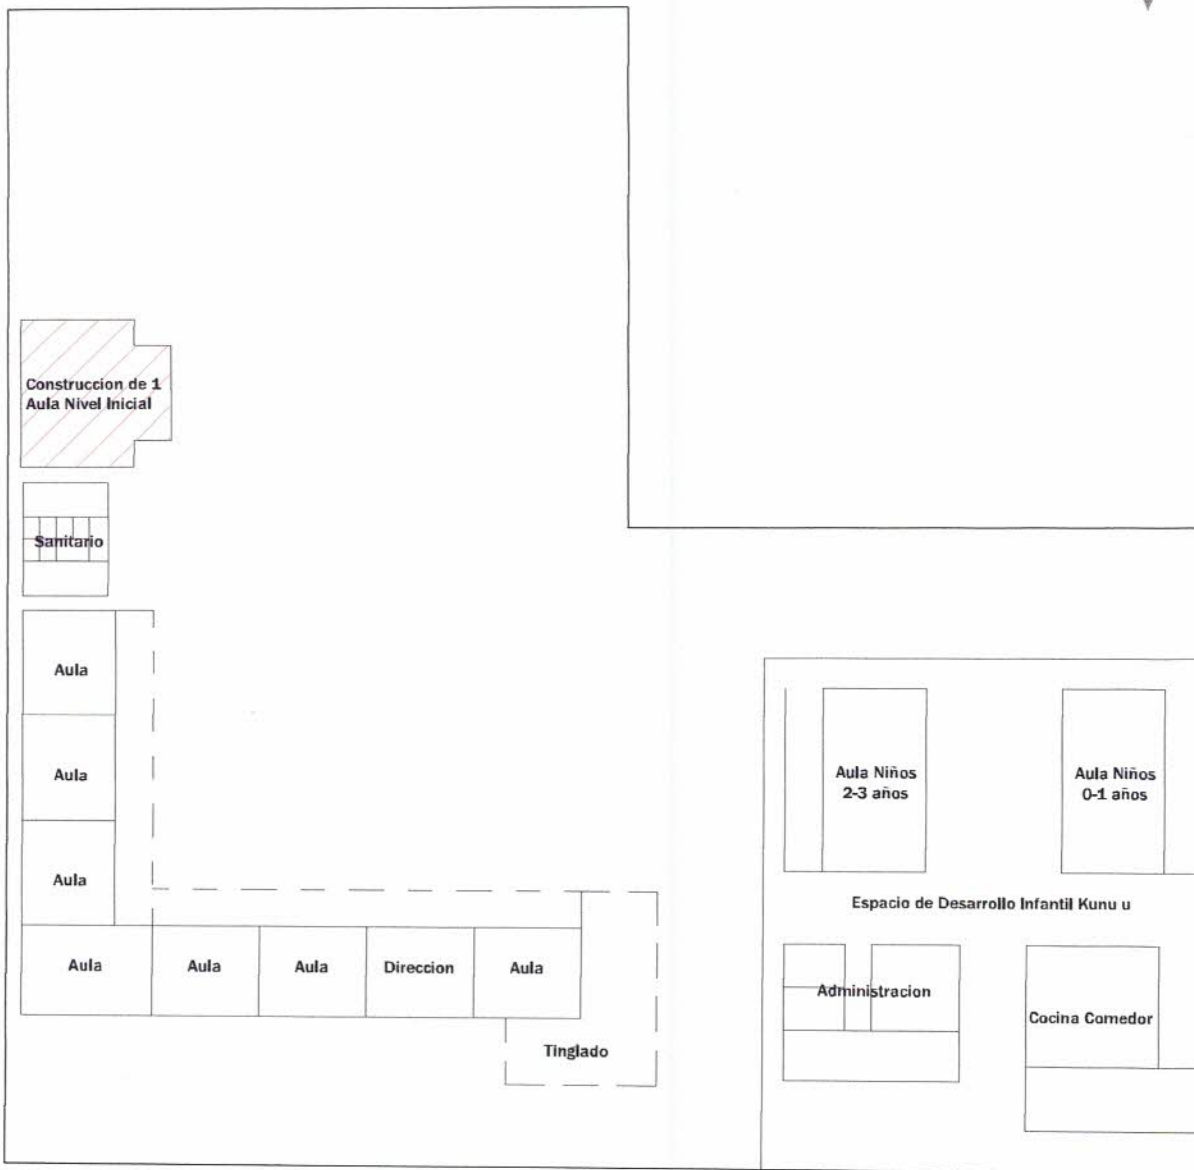 Construccion de 1
Aula Nivel Inicial
Sanitario
Aula
Aula
Aula
Aula
Aula
Aula
Direccion
Aula
Tinglado
Aula Niños
2-3 años
Aula Niños
0-1 años
Espacio de Desarrollo Infantil Kunu u
Administracion
Cocina Comedor